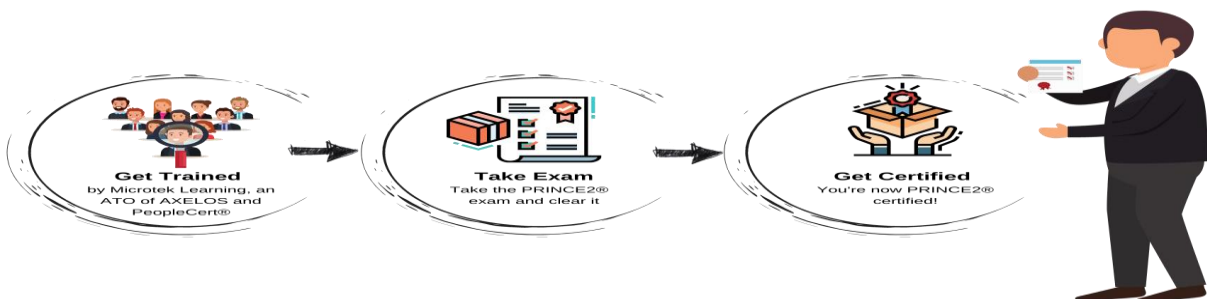 Get Trained
by Microtek Learning, an
ATO of AXELOS and
PeopleCert®
Take Exam
Take the PRINCE2®
exam and clear it
Get Certified
You're now PRINCE2®
certified!